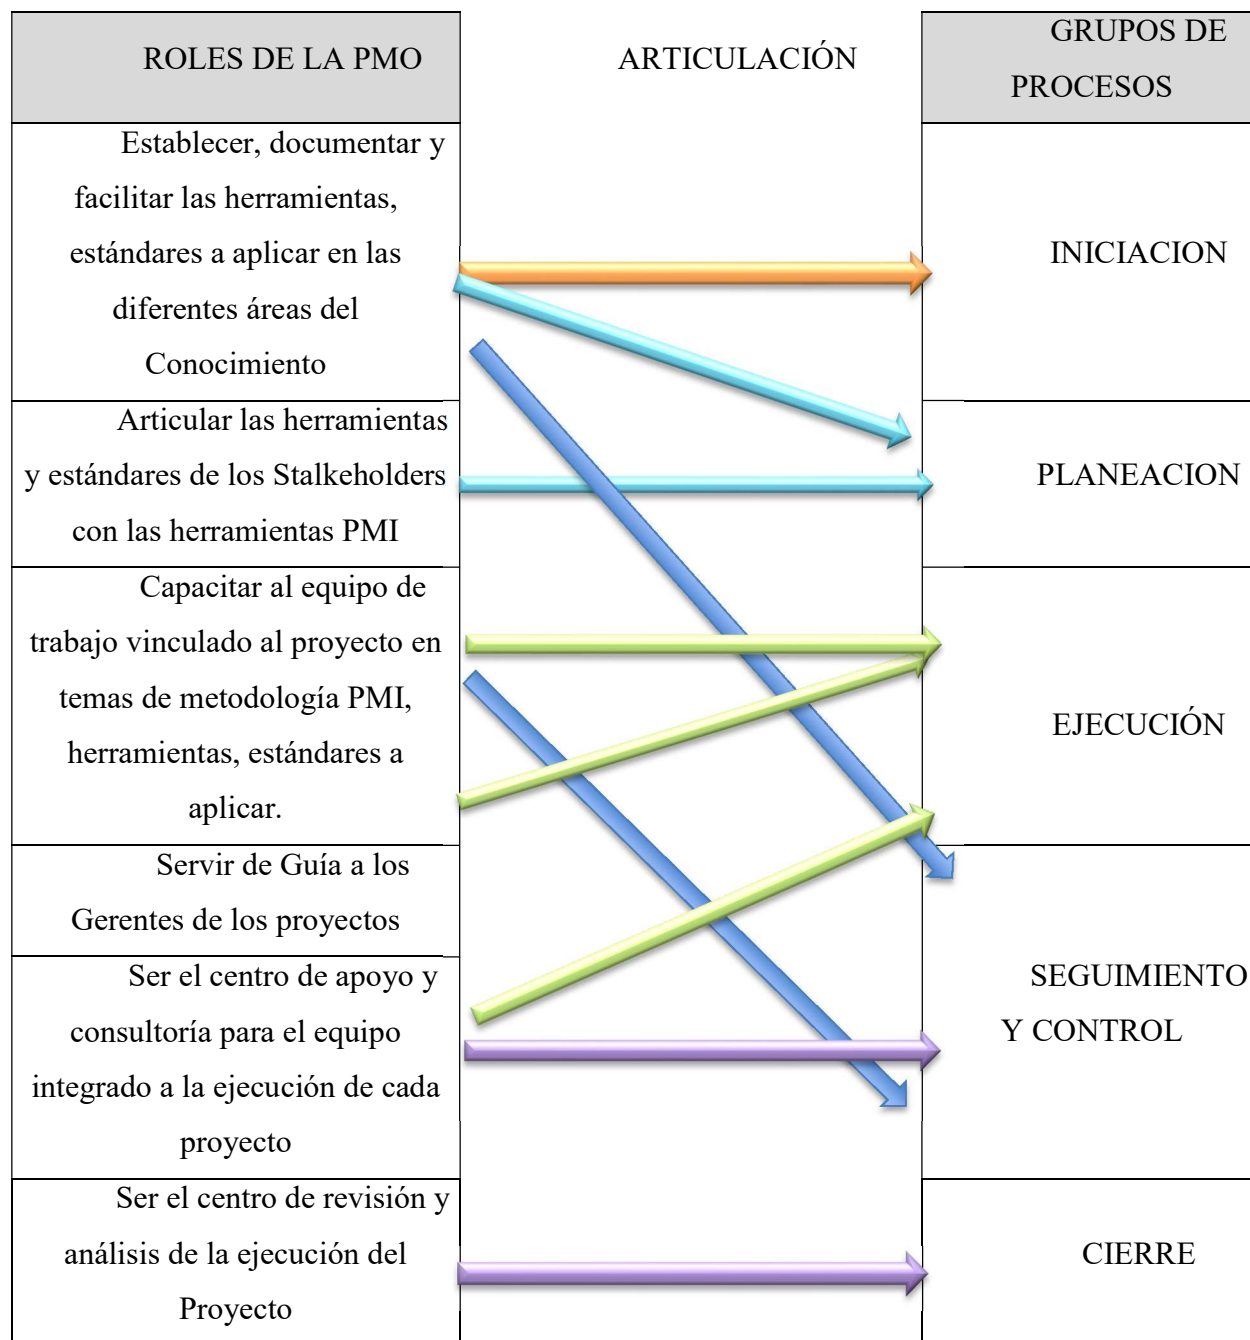 ROLES DE LA PMO
ARTICULACIÓN
GRUPOS DE
PROCESOS
Establecer, documentar y
facilitar las herramientas,
estándares a aplicar en las
diferentes áreas del
Conocimiento
INICIACION
Articular las herramientas
y estándares de los Stalkeholders
con las herramientas PMI
PLANEACION
Capacitar al equipo de
trabajo vinculado al proyecto en
temas de metodología PMI,
herramientas, estándares a
aplicar.
EJECUCIÓN
Servir de Guía a los
Gerentes de los proyectos
Ser el centro de apoyo y
consultoría para el equipo
integrado a la ejecución de cada
proyecto
SEGUIMIENTO
Y CONTROL
Ser el centro de revisión y
análisis de la ejecución del
Proyecto
CIERRE